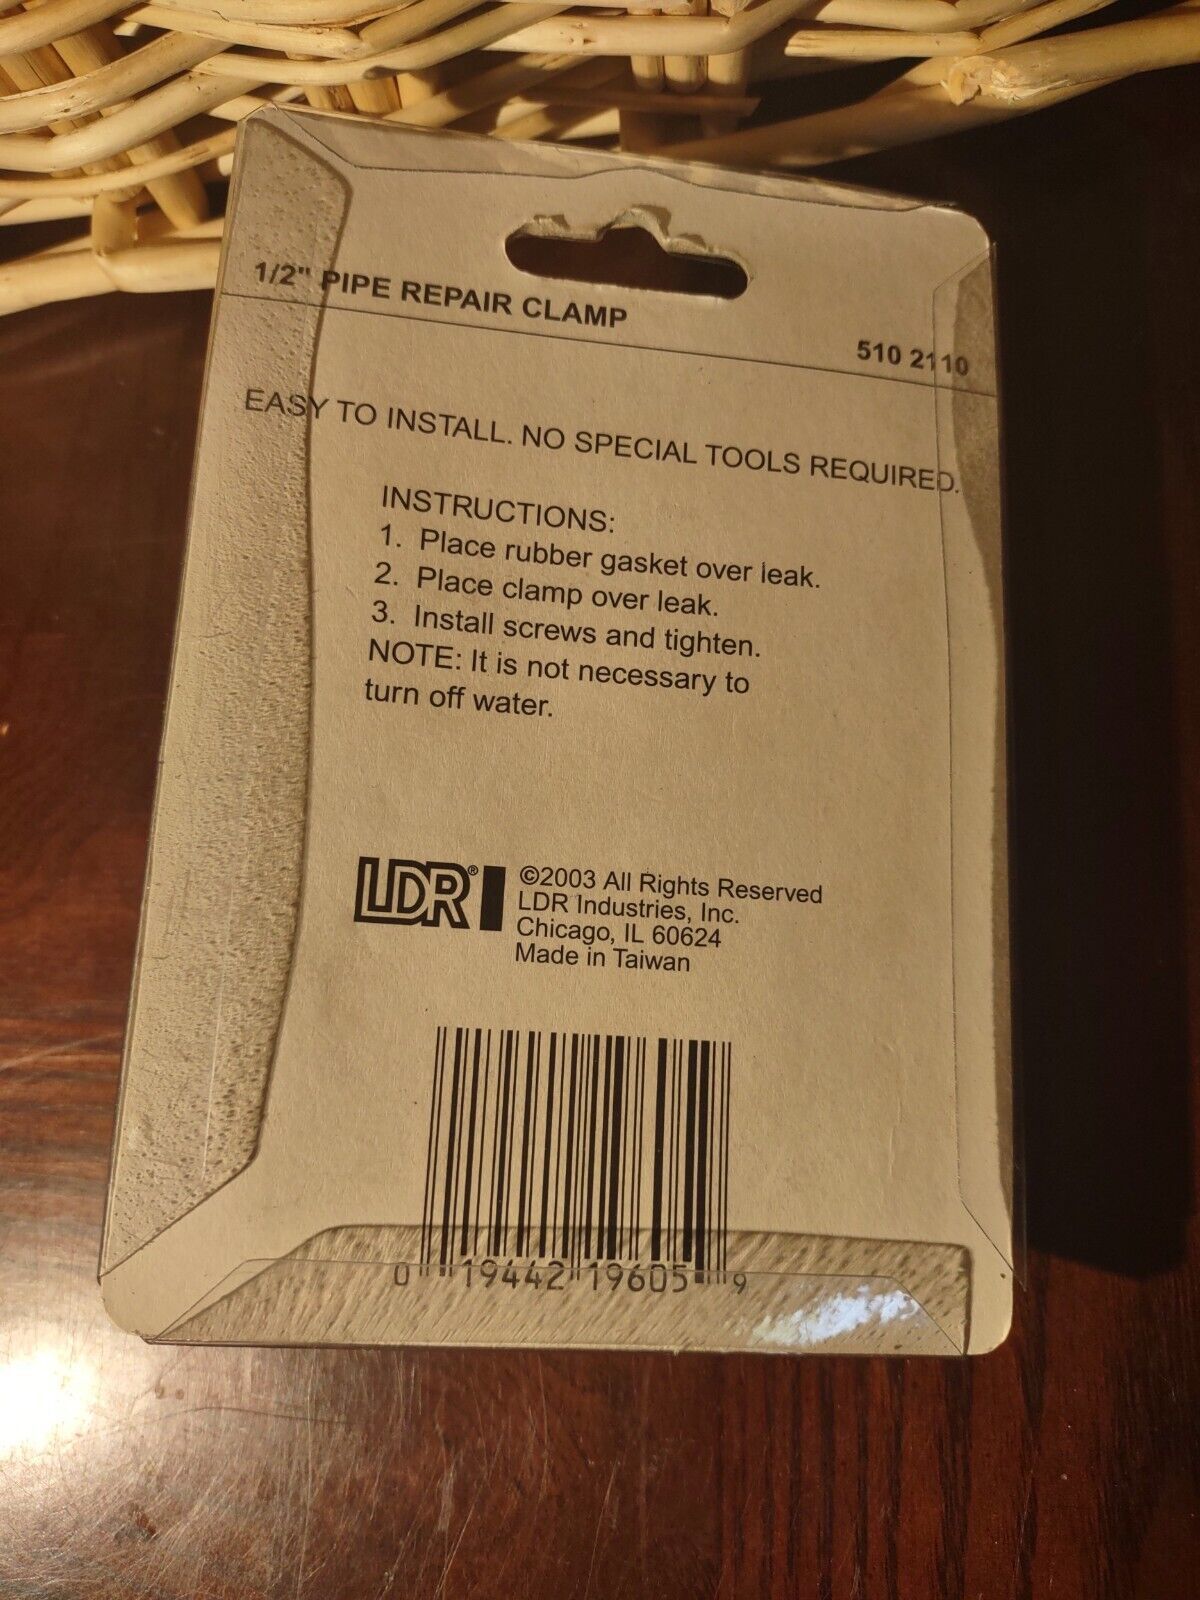 1/2" PIPE REPAIR CLAMP
510 2110
EASY TO INSTALL. NO SPECIAL TOOLS REQUIRED.
INSTRUCTIONS:
1. Place rubber gasket over leak.
2. Place clamp over leak.
3. Install screws and tighten.
NOTE: It is not necessary to
turn off water.
LDR®
©2003 All Rights Reserved
LDR Industries, Inc.
Chicago, IL 60624
Made in Taiwan
0 19442 19605 9